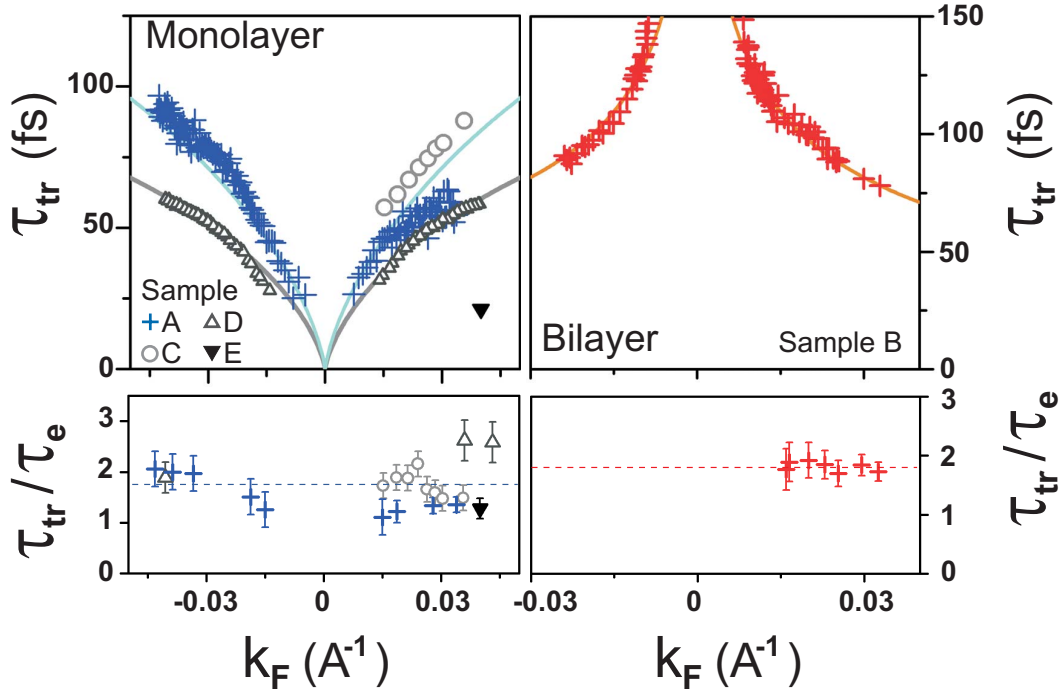 Monolayer
τtr (fs)
100
50
0
Sample
A
D
C
E
150
100
50
0
τtr (fs)
Bilayer
Sample B
τtr/τe
3
2
1
0
-0.03
0
0.03
kF (A⁻¹)
3
2
1
0
τtr/τe
-0.03
0
0.03
kF (A⁻¹)